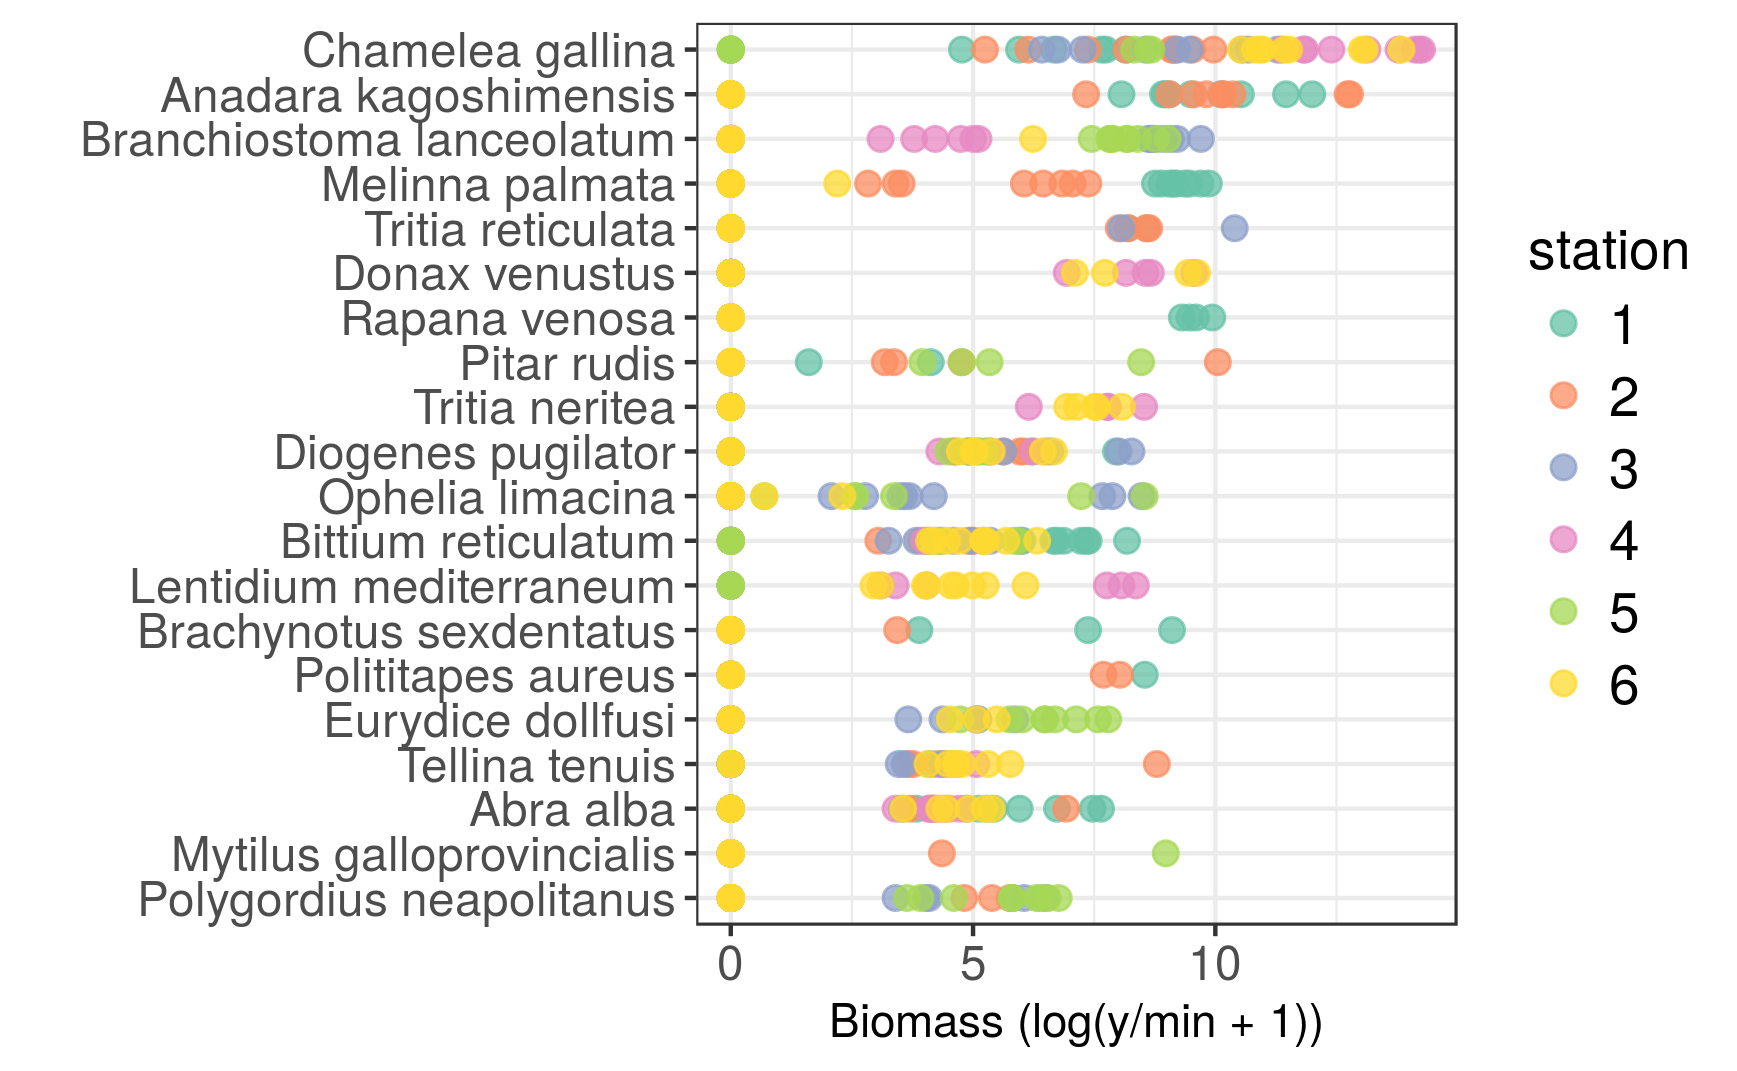 Chamelea gallina
Anadara kagoshimensis
Branchiostoma lanceolatum
Melinna palmata
Tritia reticulata
Donax venustus
Rapana venosa
Pitar rudis
Tritia neritea
Diogenes pugilator
Ophelia limacina
Bittium reticulatum
Lentidium mediterraneum
Brachynotus sexdentatus
Polititapes aureus
Eurydice dollfusi
Tellina tenuis
Abra alba
Mytilus galloprovincialis
Polygordius neapolitanus
0 5 10
Biomass (log(y/min + 1))
station
1
2
3
4
5
6